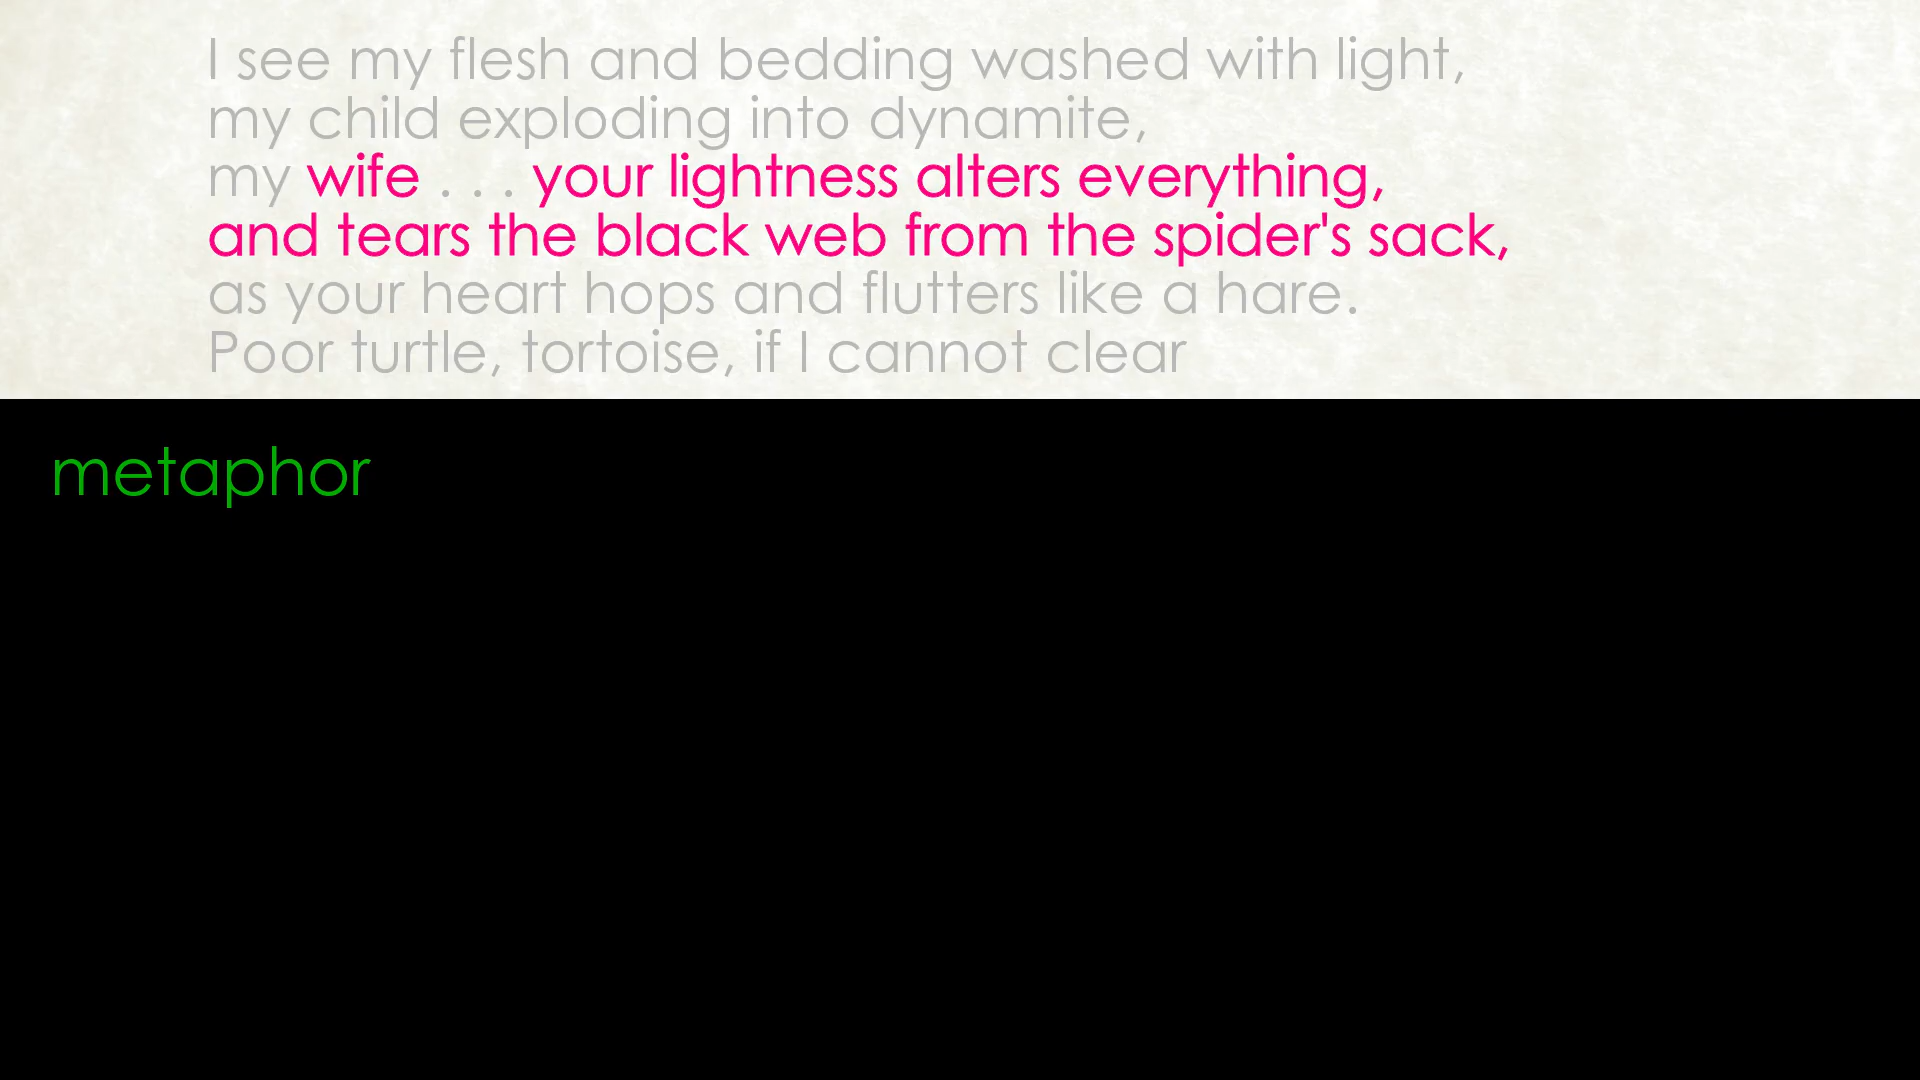 I see my flesh and bedding washed with light,
my child exploding into dynamite,
my wife . . . your lightness alters everything,
and tears the black web from the spider's sack,
as your heart hops and flutters like a hare.
Poor turtle, tortoise, if I cannot clear
metaphor